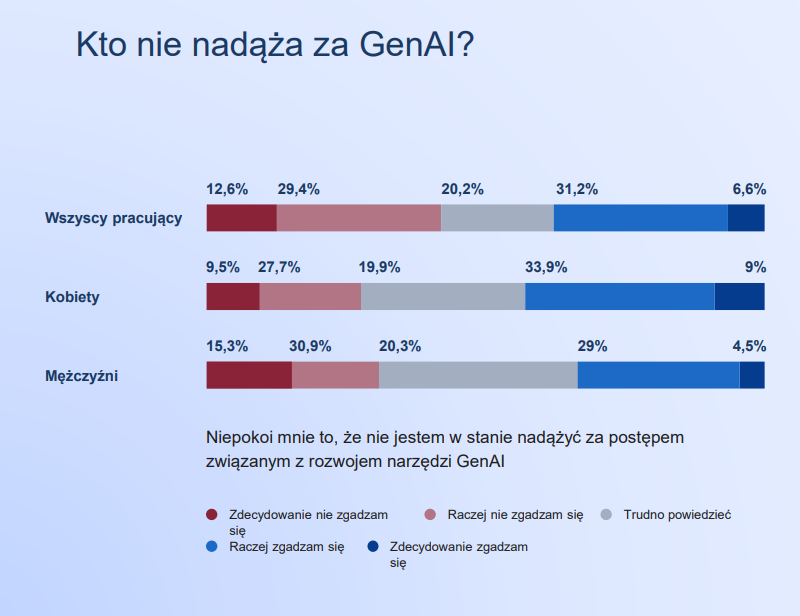 Kto nie nadąża za GenAI?
12,6% 29,4% 20,2% 31,2% 6,6%
Wszyscy pracujący
9,5% 27,7% 19,9% 33,9% 9%
Kobiety
15,3% 30,9% 20,3% 29% 4,5%
Mężczyźni
Niepokoi mnie to, że nie jestem w stanie nadążyć za postępem
związanym z rozwojem narzędzi GenAI
Zdecydowanie nie zgadzam się
Raczej nie zgadzam się
Trudno powiedzieć
Raczej zgadzam się
Zdecydowanie zgadzam się